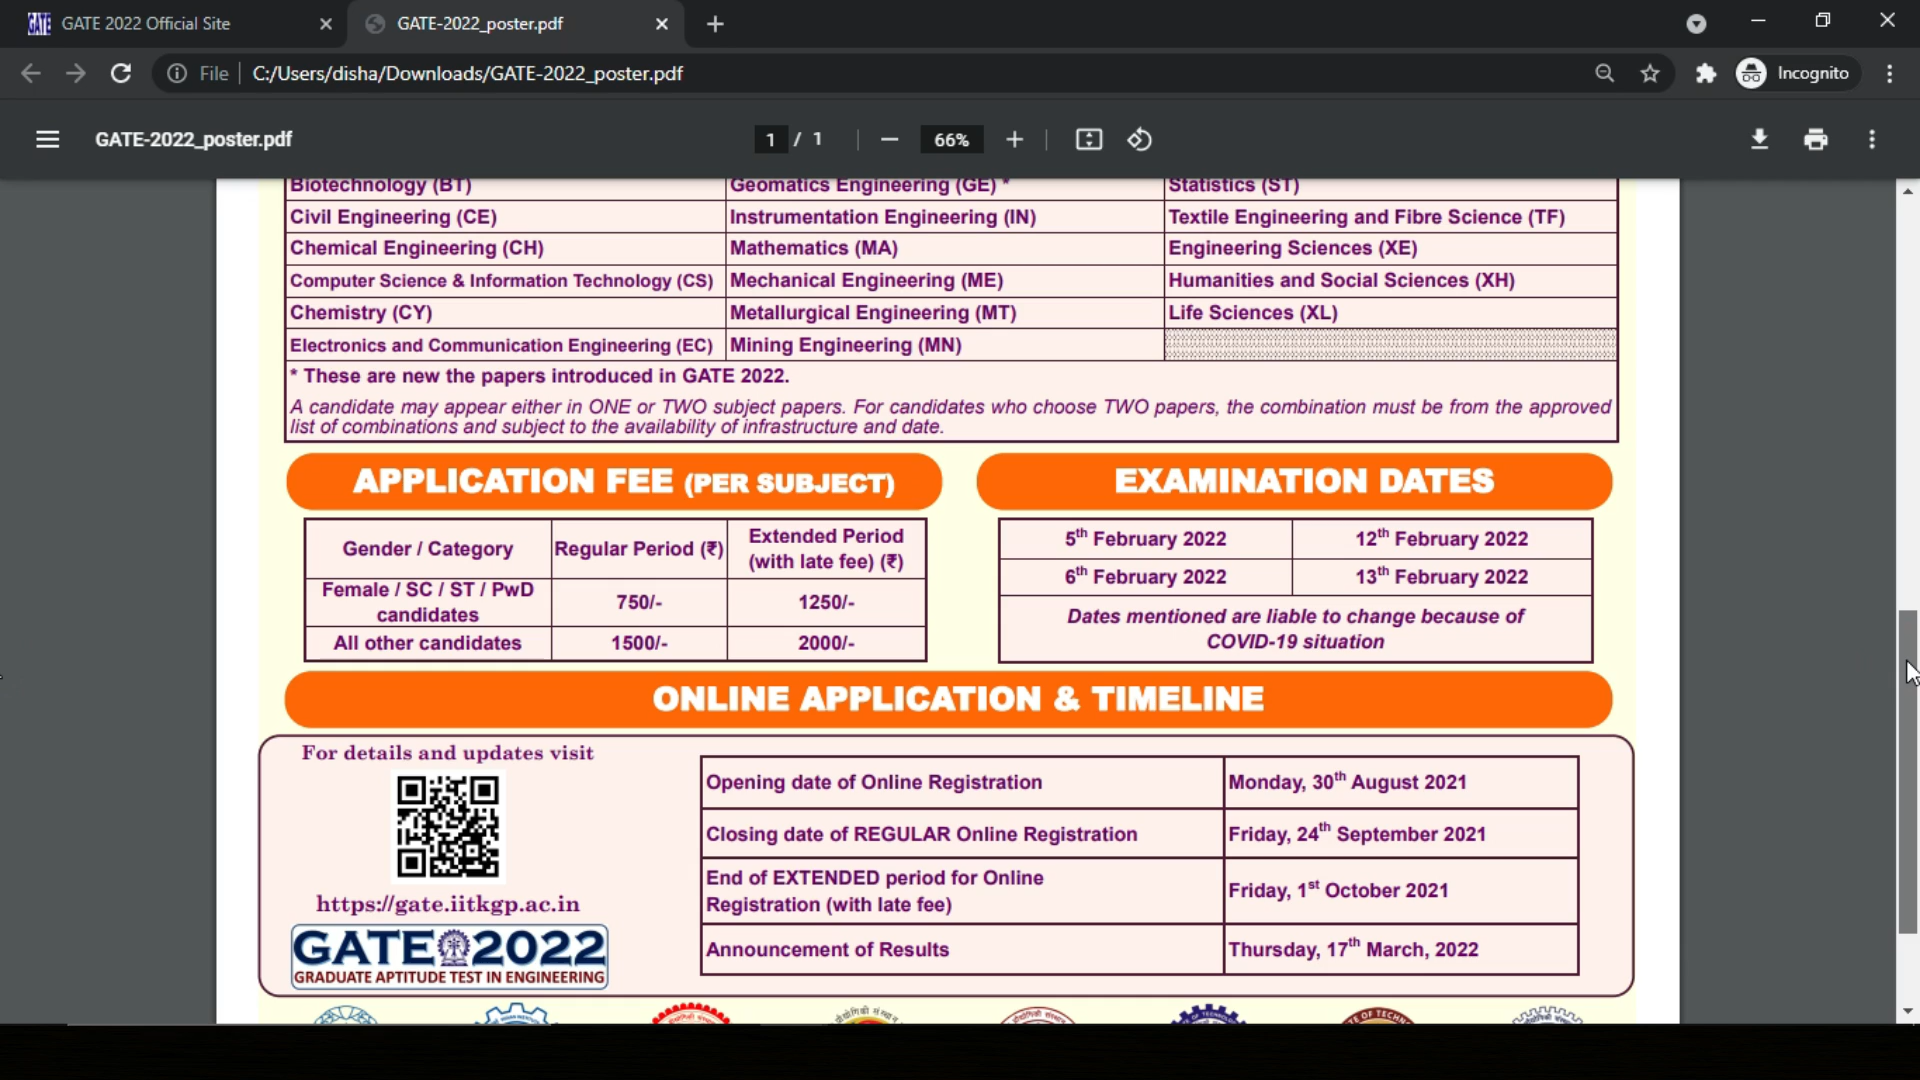 GATE 2022 Official Site
GATE-2022_poster.pdf
File
C:/Users/disha/Downloads/GATE-2022_poster.pdf
Incognito
GATE-2022_poster.pdf
1 / 1
66%
Biotechnology (BT) Geomatics Engineering (GE) * Statistics (ST)
Civil Engineering (CE) Instrumentation Engineering (IN) Textile Engineering and Fibre Science (TF)
Chemical Engineering (CH) Mathematics (MA) Engineering Sciences (XE)
Computer Science & Information Technology (CS) Mechanical Engineering (ME) Humanities and Social Sciences (XH)
Chemistry (CY) Metallurgical Engineering (MT) Life Sciences (XL)
Electronics and Communication Engineering (EC) Mining Engineering (MN)
* These are new the papers introduced in GATE 2022.
A candidate may appear either in ONE or TWO subject papers. For candidates who choose TWO papers, the combination must be from the approved
list of combinations and subject to the availability of infrastructure and date.
APPLICATION FEE (PER SUBJECT)
Gender / Category Regular Period (₹) Extended Period
(with late fee) (₹)
Female / SC / ST / PwD
candidates 750/- 1250/-
All other candidates 1500/- 2000/-
EXAMINATION DATES
5th February 2022 12th February 2022
6th February 2022 13th February 2022
Dates mentioned are liable to change because of
COVID-19 situation
ONLINE APPLICATION & TIMELINE
For details and updates visit
https://gate.iitkgp.ac.in
GATE 2022
GRADUATE APTITUDE TEST IN ENGINEERING
Opening date of Online Registration Monday, 30th August 2021
Closing date of REGULAR Online Registration Friday, 24th September 2021
End of EXTENDED period for Online
Registration (with late fee) Friday, 1st October 2021
Announcement of Results Thursday, 17th March, 2022